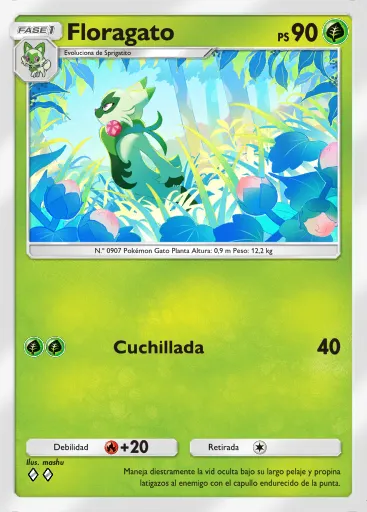 FASE 1
Floragato
PS 90
Evoluciona de Sprigatito
N.º 0907 Pokémon Gato Planta Altura: 0,9 m Peso: 12,2 kg
Cuchillada 40
Debilidad +20 Retirada
Ilus. mashu
Maneja diestramente la vid oculta bajo su largo pelaje y propina
latigazos al enemigo con el capullo endurecido de la punta.